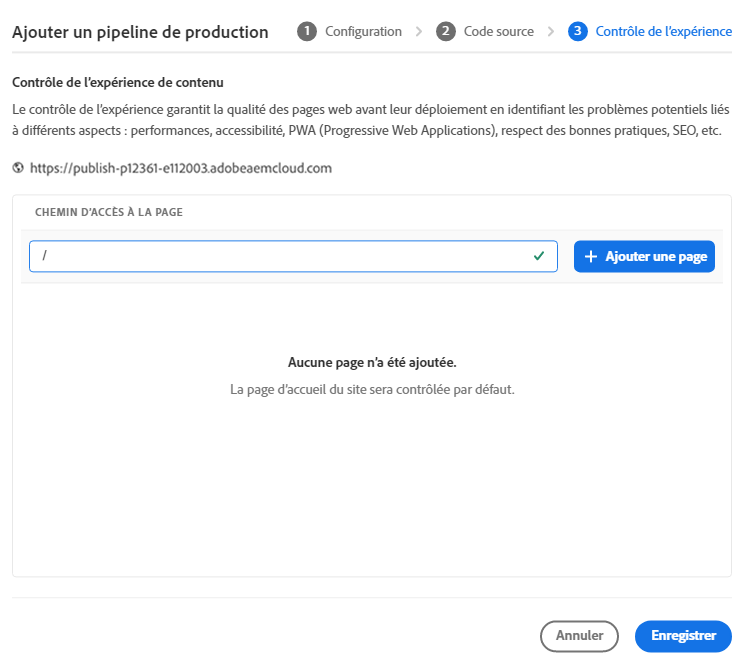 Ajouter un pipeline de production 1 Configuration > 2 Code source > 3 Contrôle de l’expérience
Contrôle de l’expérience de contenu
Le contrôle de l’expérience garantit la qualité des pages web avant leur déploiement en identifiant les problèmes potentiels liés
à différents aspects : performances, accessibilité, PWA (Progressive Web Applications), respect des bonnes pratiques, SEO, etc.
https://publish-p12361-e112003.adobeaemcloud.com
CHEMIN D’ACCÈS À LA PAGE
/ + Ajouter une page
Aucune page n’a été ajoutée.
La page d’accueil du site sera contrôlée par défaut.
Annuler Enregistrer